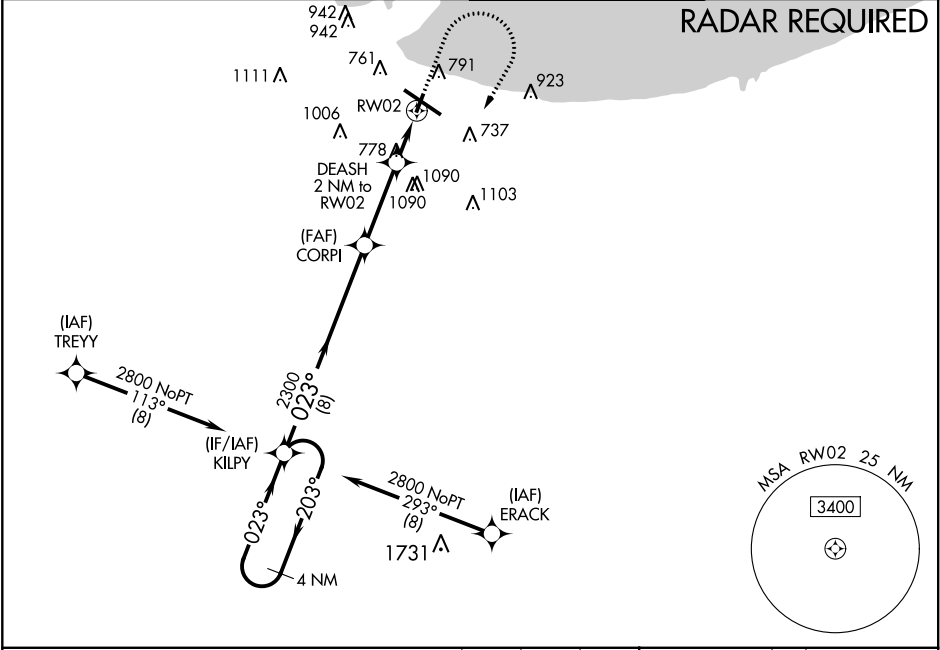 RADAR REQUIRED
942
942
761
791
1111
923
RW02
1006
737
778
DEASH
2 NM to
RW02
1090
1090
1103
(FAF)
CORPI
(IAF)
TREYY
2800 NoPT
113°
(8)
2300
023°
(8)
(IF/IAF)
KILPY
023°
203°
4 NM
2800 NoPT
293°
(8)
(IAF)
ERACK
1731
MSA RW02 25 NM
3400